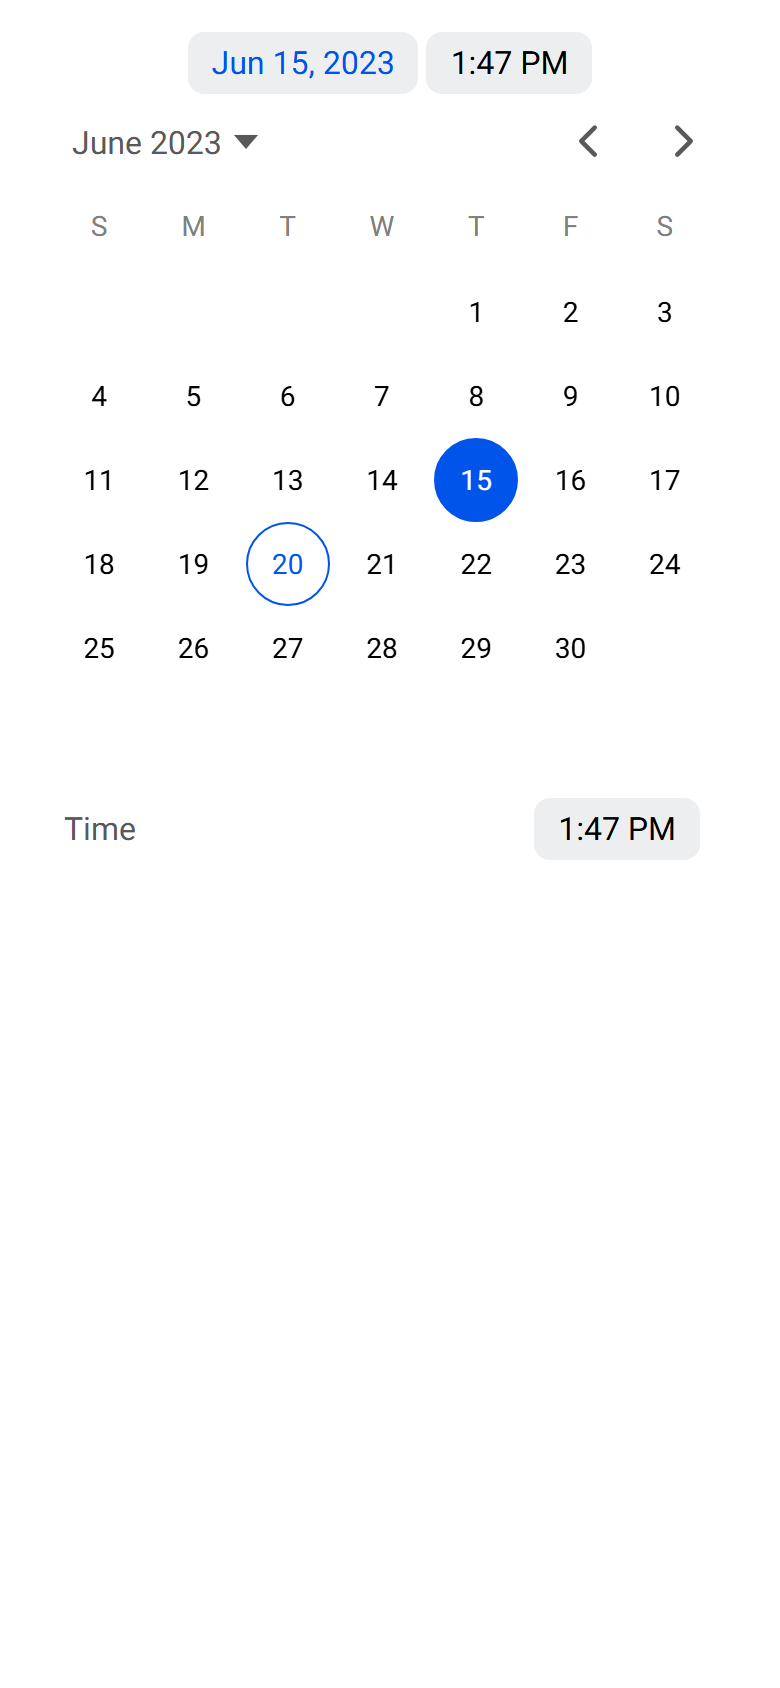 Jun 15, 2023 1:47 PM
June 2023
S M T W T F S
1 2 3
4 5 6 7 8 9 10
11 12 13 14 15 16 17
18 19 20 21 22 23 24
25 26 27 28 29 30
Time 1:47 PM